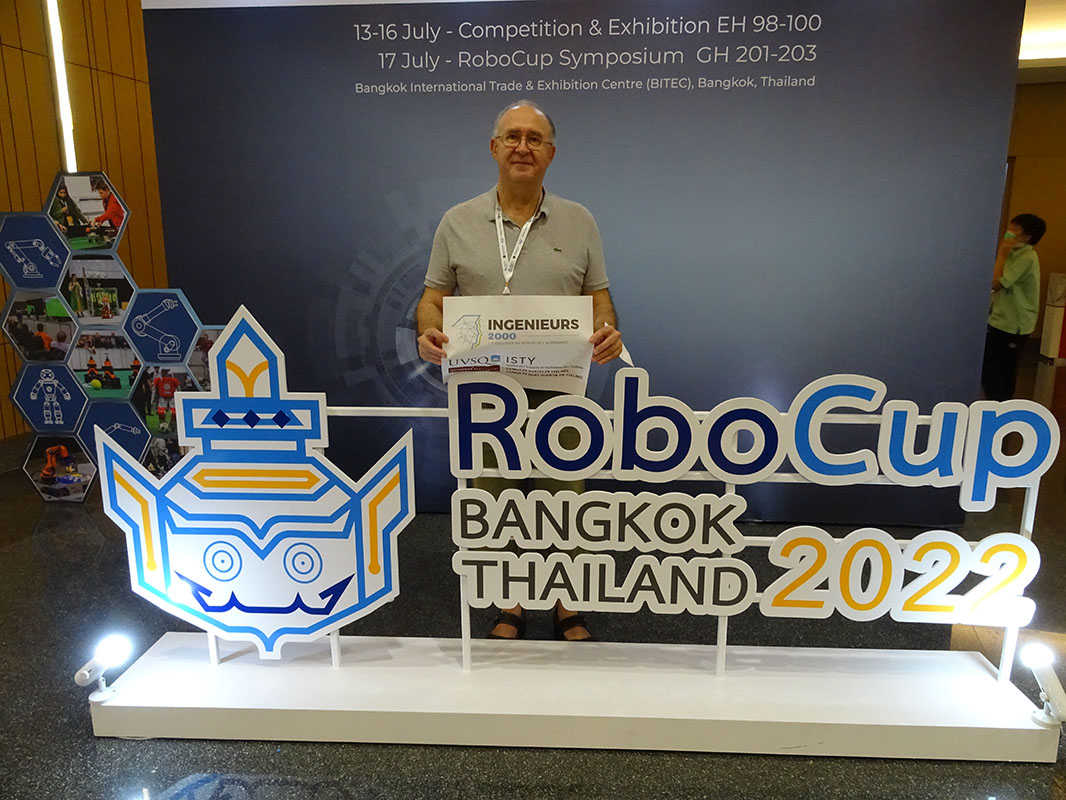 13-16 July - Competition & Exhibition EH 98-100
17 July - RoboCup Symposium GH 201-203
Bangkok International Trade & Exhibition Centre (BITEC), Bangkok, Thailand
INGENIEURS
2000
UVSQ ISTY
RoboCup
BANGKOK
THAILAND 2022